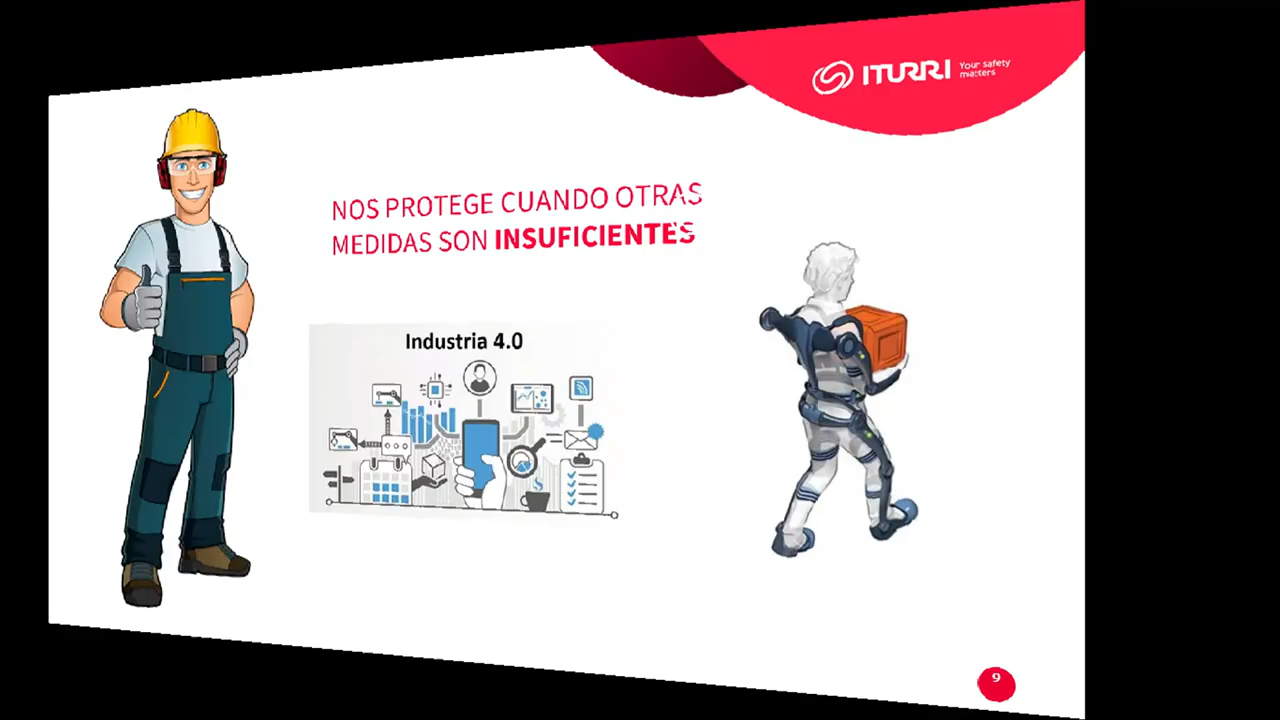 ITURRI
Your safety
matters
NOS PROTEGE CUANDO OTRAS
MEDIDAS SON INSUFICIENTES
Industria 4.0
9